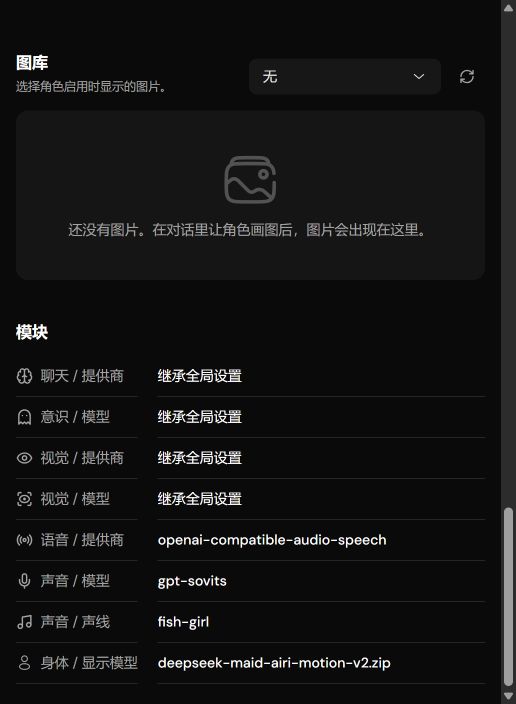 图库
选择角色启用时显示的图片。
无
还没有图片。在对话里让角色画图后，图片会出现在这里。
模块
聊天 / 提供商 继承全局设置
意识 / 模型 继承全局设置
视觉 / 提供商 继承全局设置
视觉 / 模型 继承全局设置
语音 / 提供商 openai-compatible-audio-speech
声音 / 模型 gpt-sovits
声音 / 声线 fish-girl
身体 / 显示模型 deepseek-maid-airi-motion-v2.zip